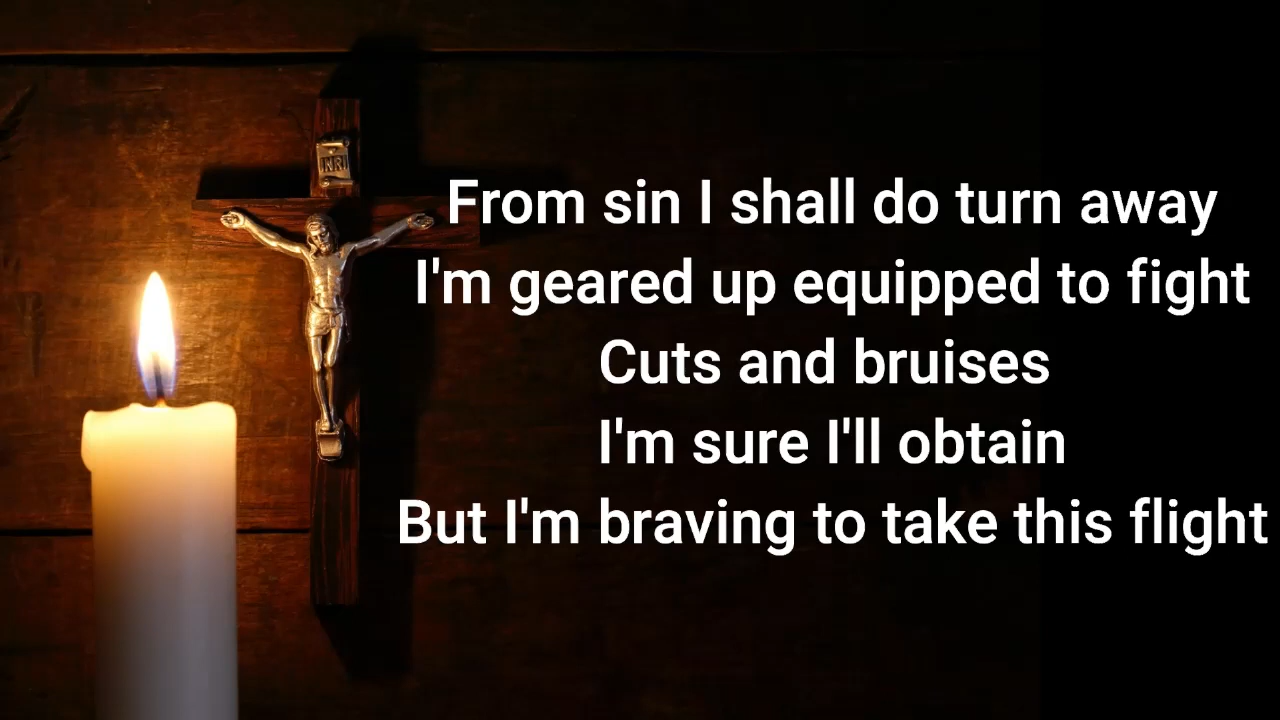 INRI
From sin I shall do turn away
I'm geared up equipped to fight
Cuts and bruises
I'm sure I'll obtain
But I'm braving to take this flight